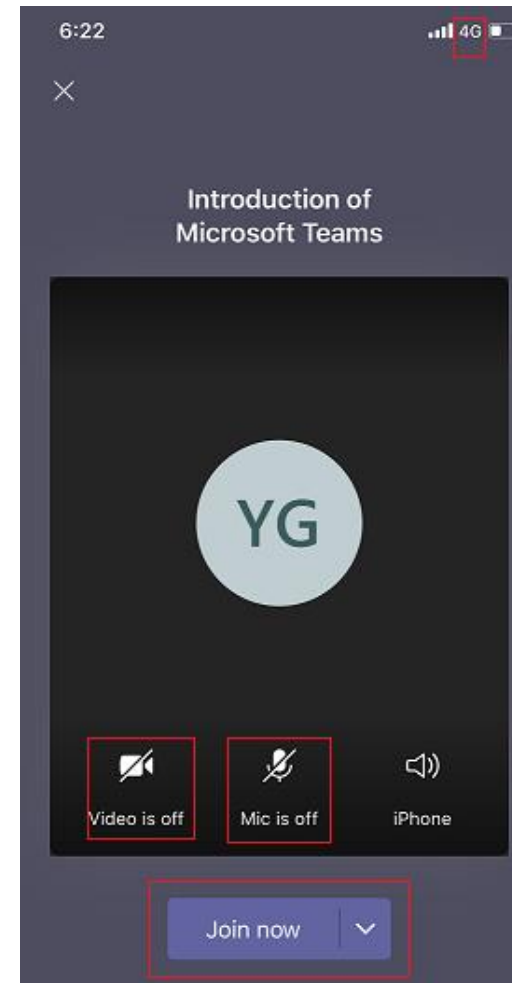 6:22 4G
Introduction of
Microsoft Teams
YG
Video is off Mic is off iPhone
Join now